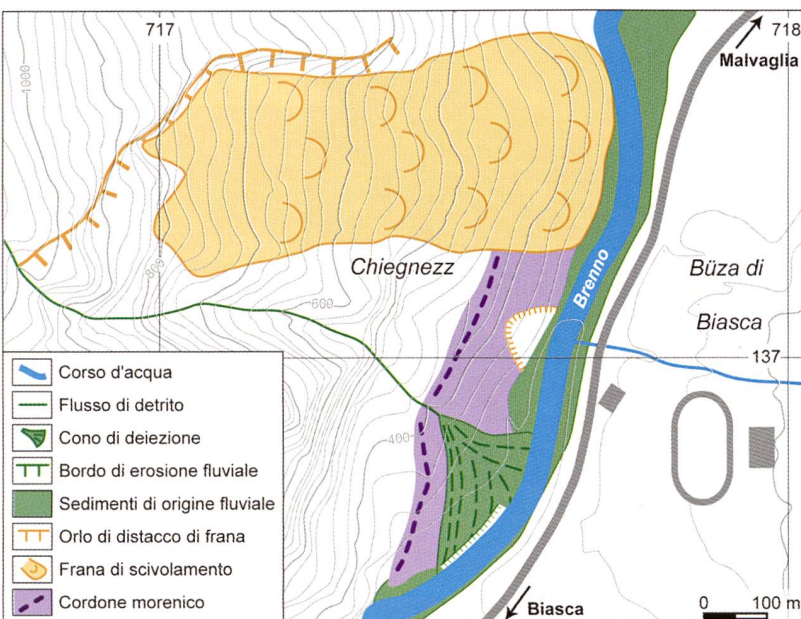 717
718
Malvaglia
1000
Chiegnezz
800
600
Brenno
Büza di
Biasca
137
400
Corso d'acqua
Flusso di detrito
Cono di deiezione
Bordo di erosione fluviale
Sedimenti di origine fluviale
Orlo di distacco di frana
Frana di scivolamento
Cordone morenico
Biasca
0 100 m